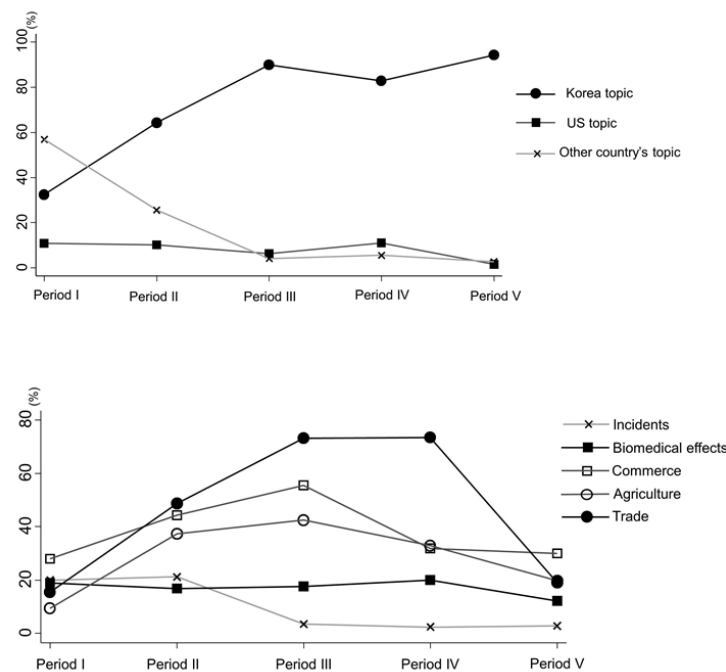 (%)
100
80
60
40
20
0
Period I
Period II
Period III
Period IV
Period V
Korea topic
US topic
Other country's topic
(%)
80
60
40
20
0
Period I
Period II
Period III
Period IV
Period V
Incidents
Biomedical effects
Commerce
Agriculture
Trade